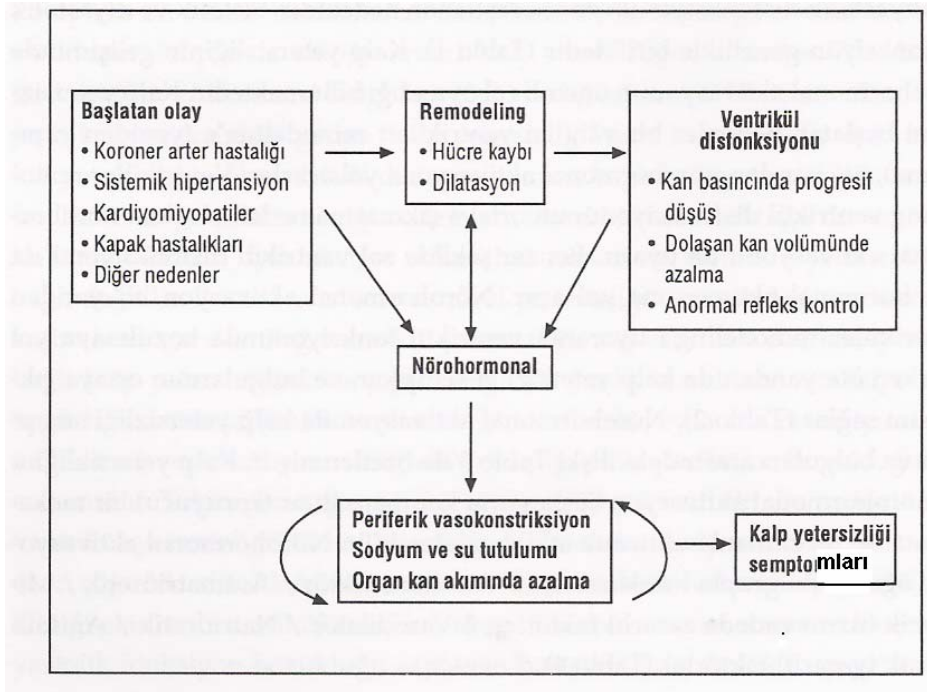 Başlatan olay
• Koroner arter hastalığı
• Sistemik hipertansiyon
• Kardiyomiyopatiler
• Kapak hastalıkları
• Diğer nedenler
Remodeling
• Hücre kaybı
• Dilatasyon
Ventrikül
disfonksiyonu
• Kan basıncında progresif
düşüş
• Dolaşan kan volümünde
azalma
• Anormal refleks kontrol
Nörohormonal
Periferik vasokonstriksiyon
Sodyum ve su tutulumu
Organ kan akımında azalma
Kalp yetersizliği
semptomları